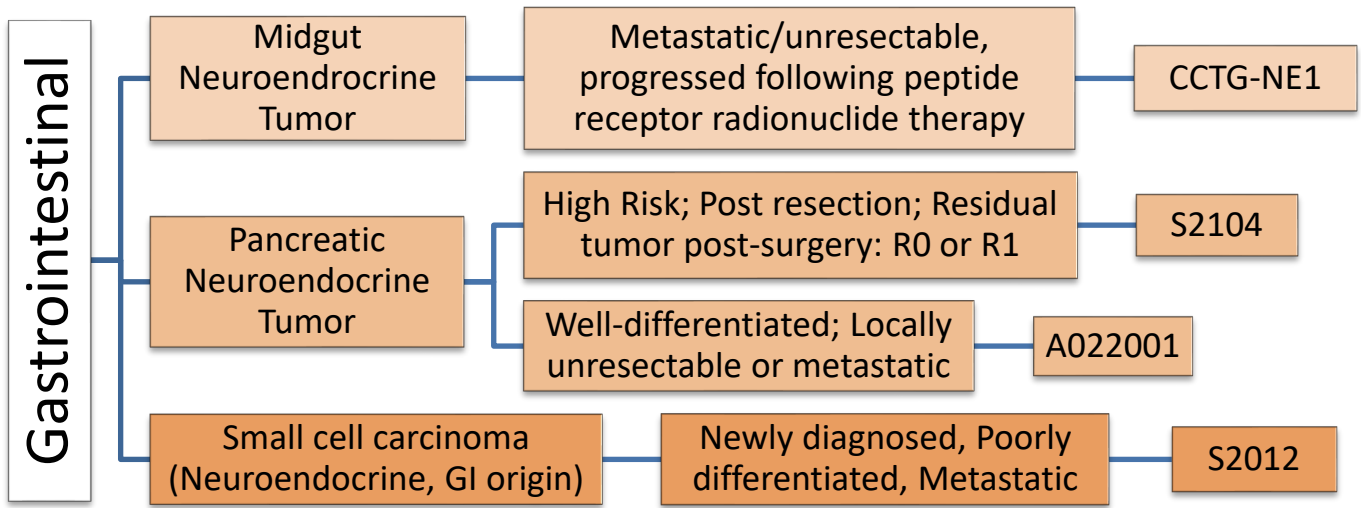 Gastrointestinal
Midgut
Neuroendrocrine
Tumor
Metastatic/unresectable,
progressed following peptide
receptor radionuclide therapy
CCTG-NE1
Pancreatic
Neuroendocrine
Tumor
High Risk; Post resection; Residual
tumor post-surgery: R0 or R1
S2104
Well-differentiated; Locally
unresectable or metastatic
A022001
Small cell carcinoma
(Neuroendocrine, GI origin)
Newly diagnosed, Poorly
differentiated, Metastatic
S2012